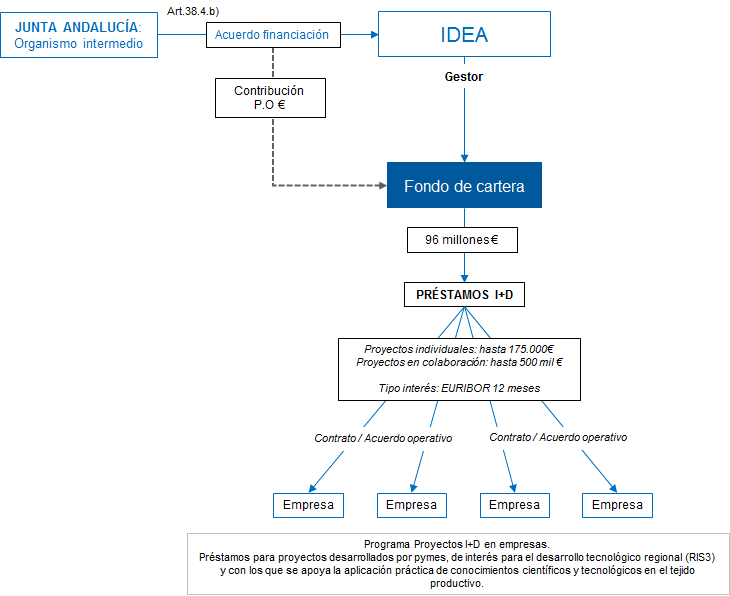 Art.38.4.b)
JUNTA ANDALUCÍA:
Organismo intermedio
Acuerdo financiación
IDEA
Gestor
Contribución
P.O €
Fondo de cartera
96 millones €
PRÉSTAMOS I+D
Proyectos individuales: hasta 175.000€
Proyectos en colaboración: hasta 500 mil €
Tipo interés: EURIBOR 12 meses
Contrato / Acuerdo operativo
Contrato / Acuerdo operativo
Empresa
Empresa
Empresa
Empresa
Programa Proyectos I+D en empresas.
Préstamos para proyectos desarrollados por pymes, de interés para el desarrollo tecnológico regional (RIS3)
y con los que se apoya la aplicación práctica de conocimientos científicos y tecnológicos en el tejido
productivo.